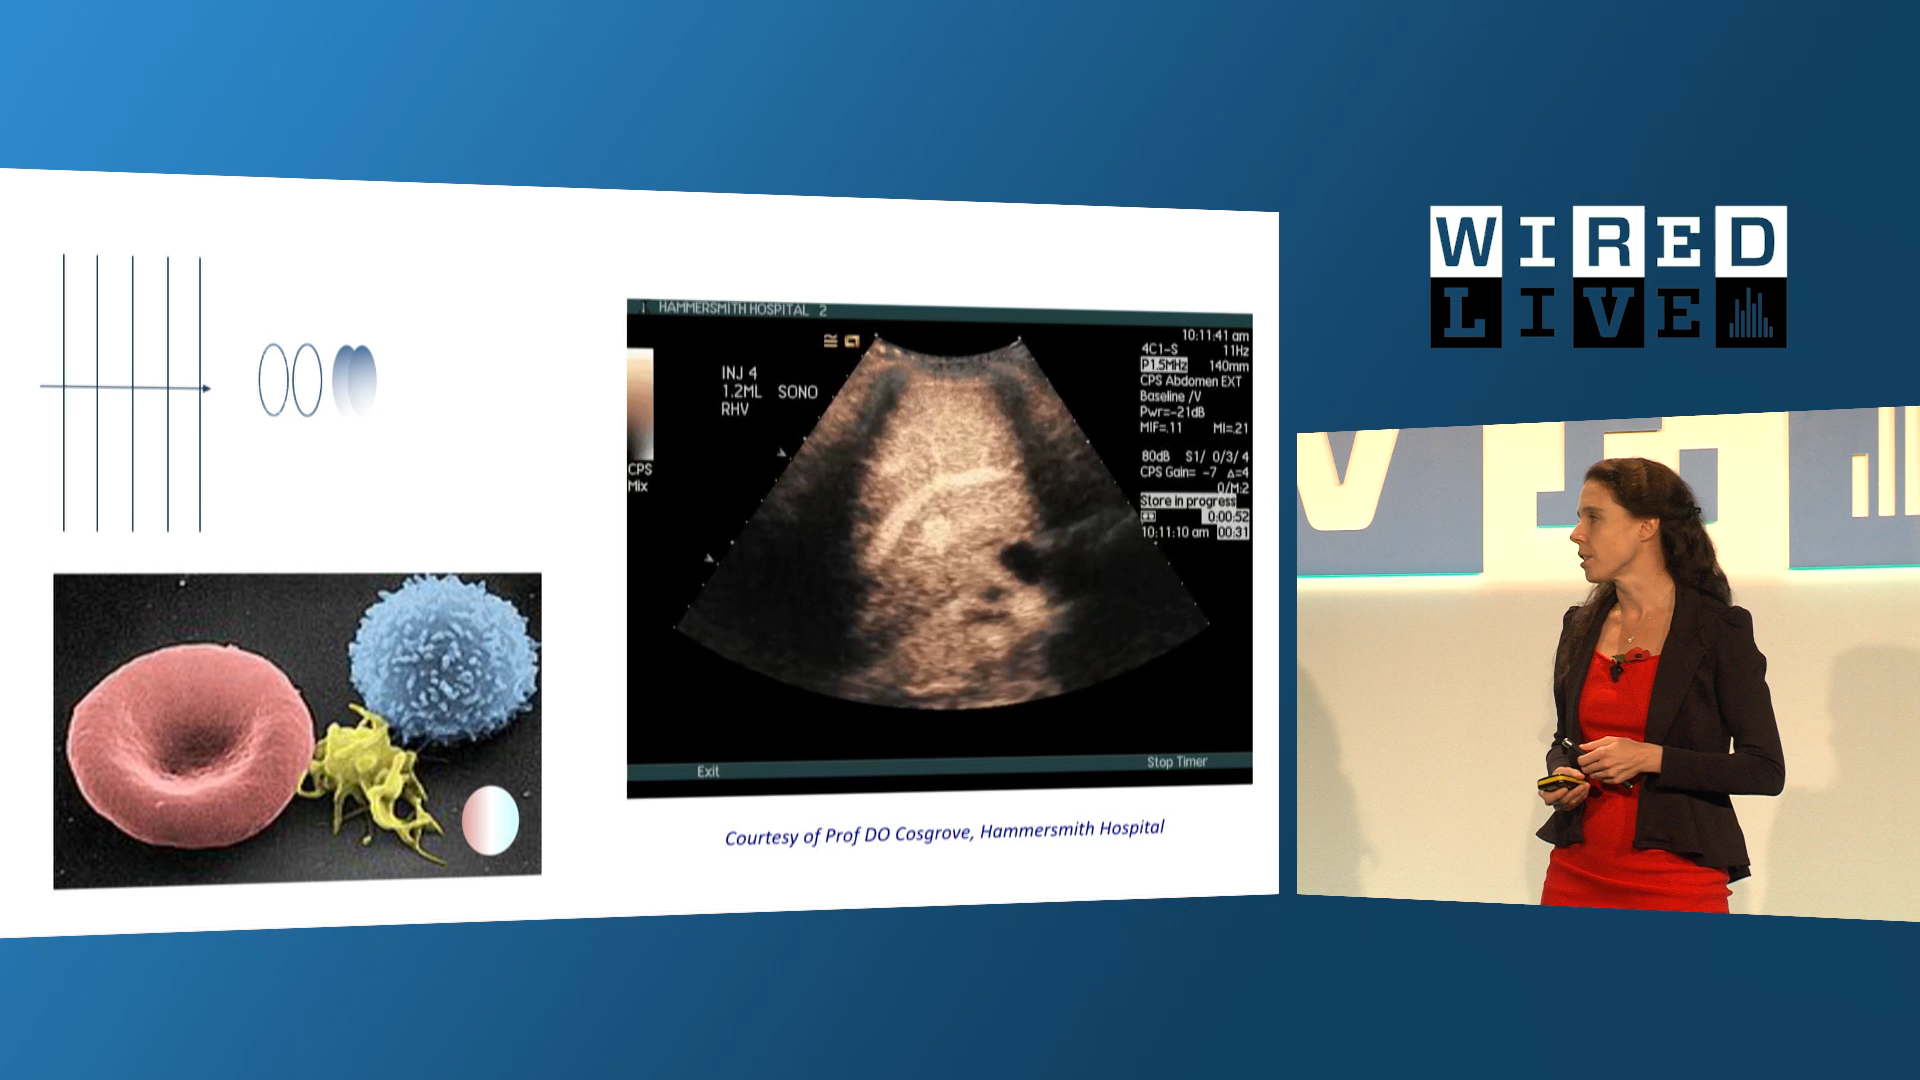 HAMMERSMITH HOSPITAL 2
10:11:41 am
4C1-S 11Hz
P1.5MHz 140mm
CPS Abdomen EXT
Baseline /V
Pwr=-21dB
MIF=.11 MI=.21
80dB S1/ 0/3/ 4
CPS Gain= -7 Δ=4
0/M:2
Store in progress
0:00:52
10:11:10 am 00:31
INJ 4
1.2ML SONO
RHV
CPS
Mix
Exit
Stop Timer
Courtesy of Prof DO Cosgrove, Hammersmith Hospital
WIRED
LIVE